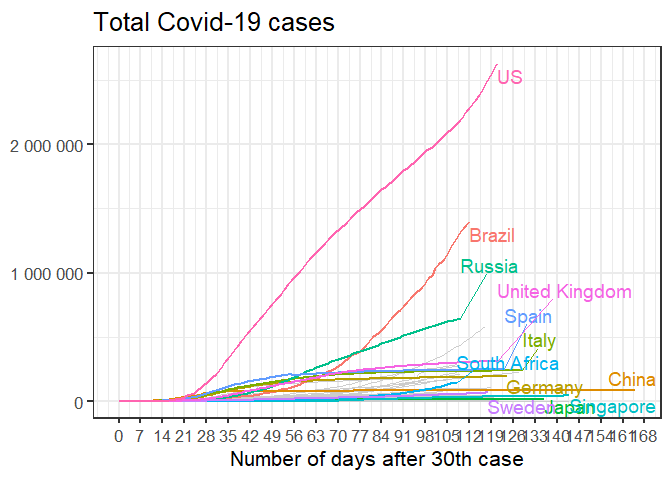 Total Covid-19 cases
US
2 000 000
Brazil
Russia
1 000 000
United Kingdom
Spain
Italy
South Africa
China
Germany
0
Sweden Japan Singapore
0 7 14 21 28 35 42 49 56 63 70 77 84 91 98 105 112 119 126 133 140 147 154 161 168
Number of days after 30th case